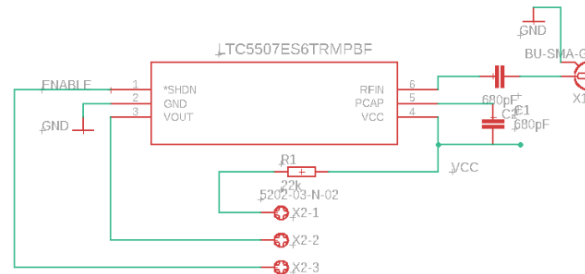 GND
BU-SMA-G
LTC5507ES6TRMPBF
ENABLE
1
*SHDN
RFIN
6
2
GND
PCAP
5
3
VOUT
VCC
4
GND
680pF
X1
C2
C1
680pF
R1
VCC
22k
5202-03-N-02
X2-1
X2-2
X2-3